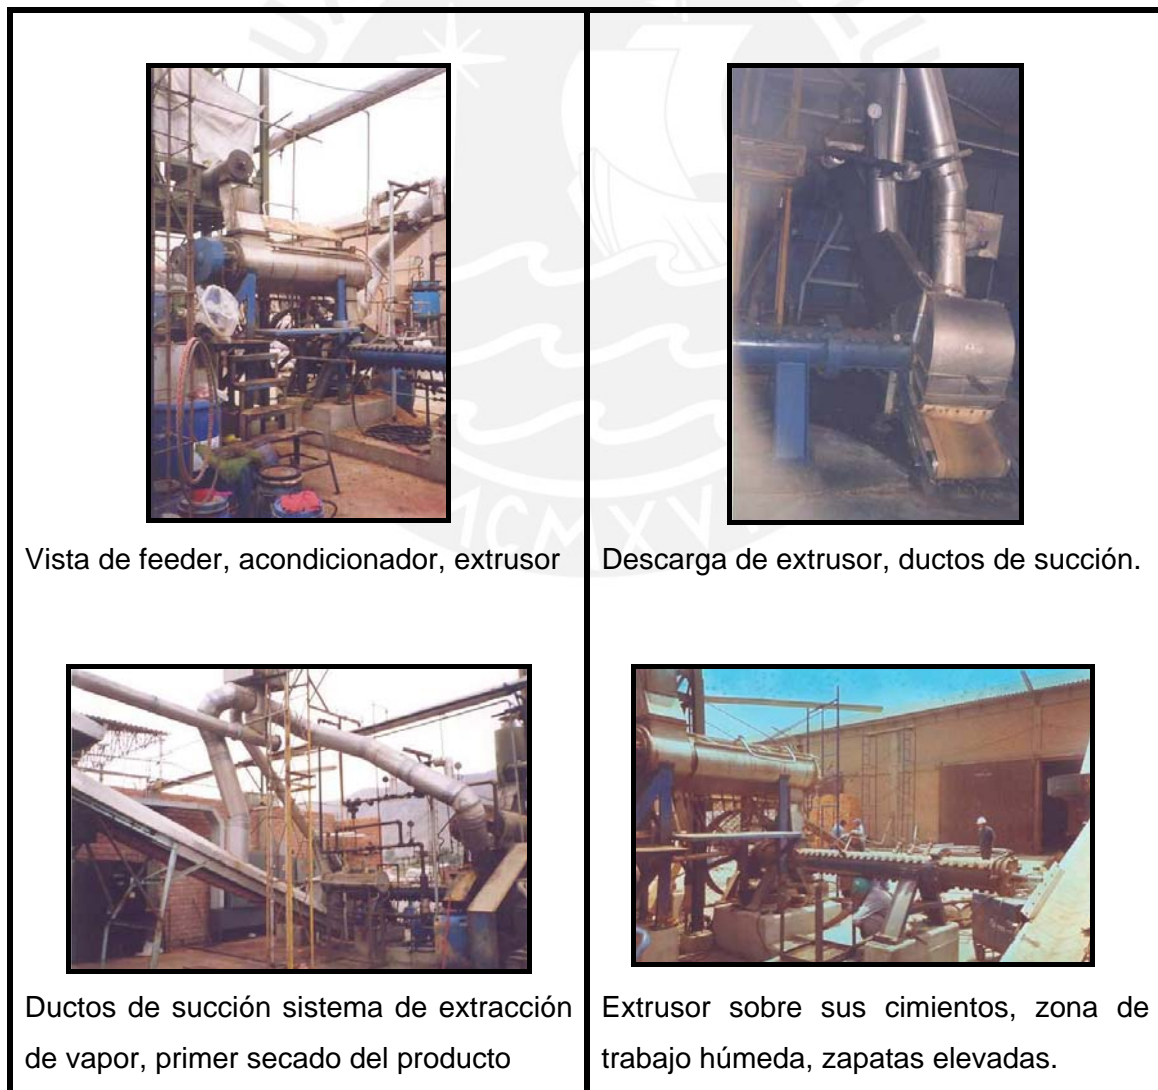 Vista de feeder, acondicionador, extrusor
Descarga de extrusor, ductos de succión.
Ductos de succión sistema de extracción
de vapor, primer secado del producto
Extrusor sobre sus cimientos, zona de
trabajo húmeda, zapatas elevadas.